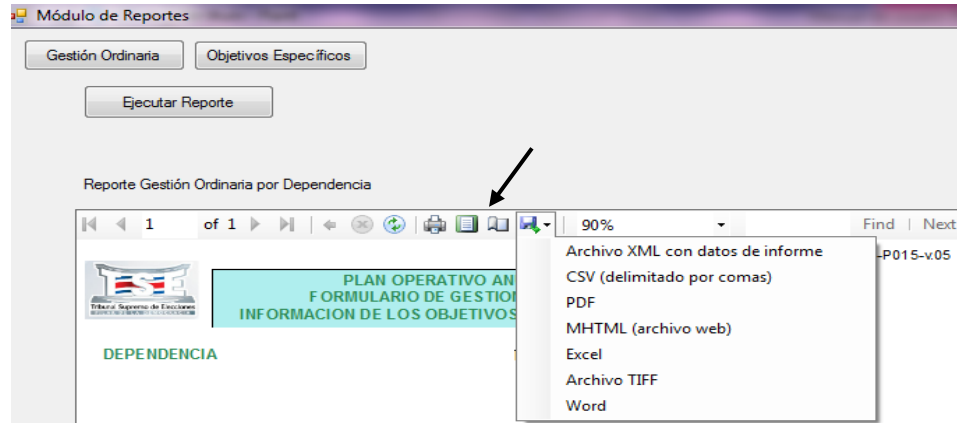 Módulo de Reportes
Gestión Ordinaria Objetivos Específicos
Ejecutar Reporte
Reporte Gestión Ordinaria por Dependencia
1 of 1 90% Find | Next
Archivo XML con datos de informe
CSV (delimitado por comas)
PDF
MHTML (archivo web)
Excel
Archivo TIFF
Word
-P015-v.05
TSE
Tribunal Supremo de Elecciones
PLAN OPERATIVO AN
FORMULARIO DE GESTION
INFORMACION DE LOS OBJETIVOS
DEPENDENCIA